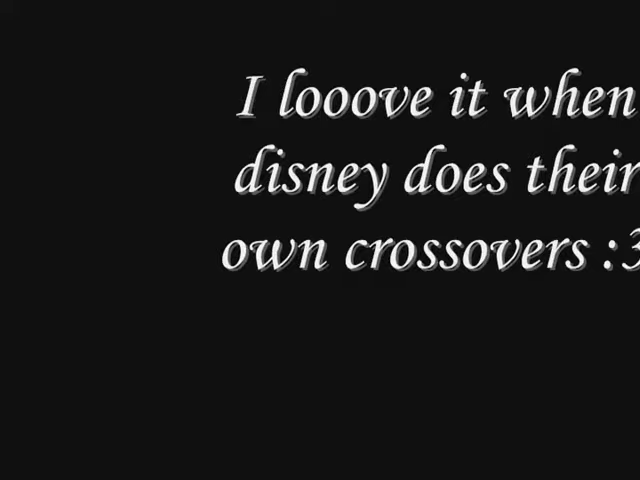 I looove it when
disney does their
own crossovers :3